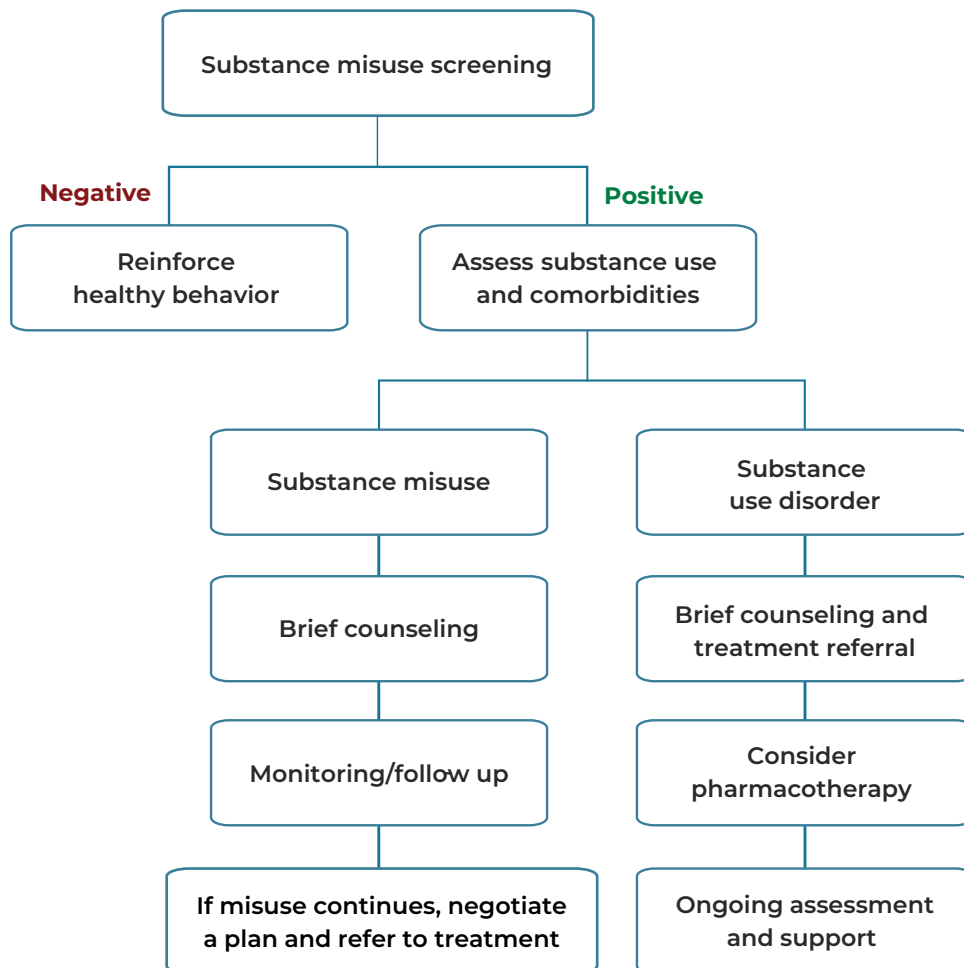 Substance misuse screening
Negative
Positive
Reinforce
healthy behavior
Assess substance use
and comorbidities
Substance misuse
Substance
use disorder
Brief counseling
Brief counseling and
treatment referral
Monitoring/follow up
Consider
pharmacotherapy
If misuse continues, negotiate
a plan and refer to treatment
Ongoing assessment
and support